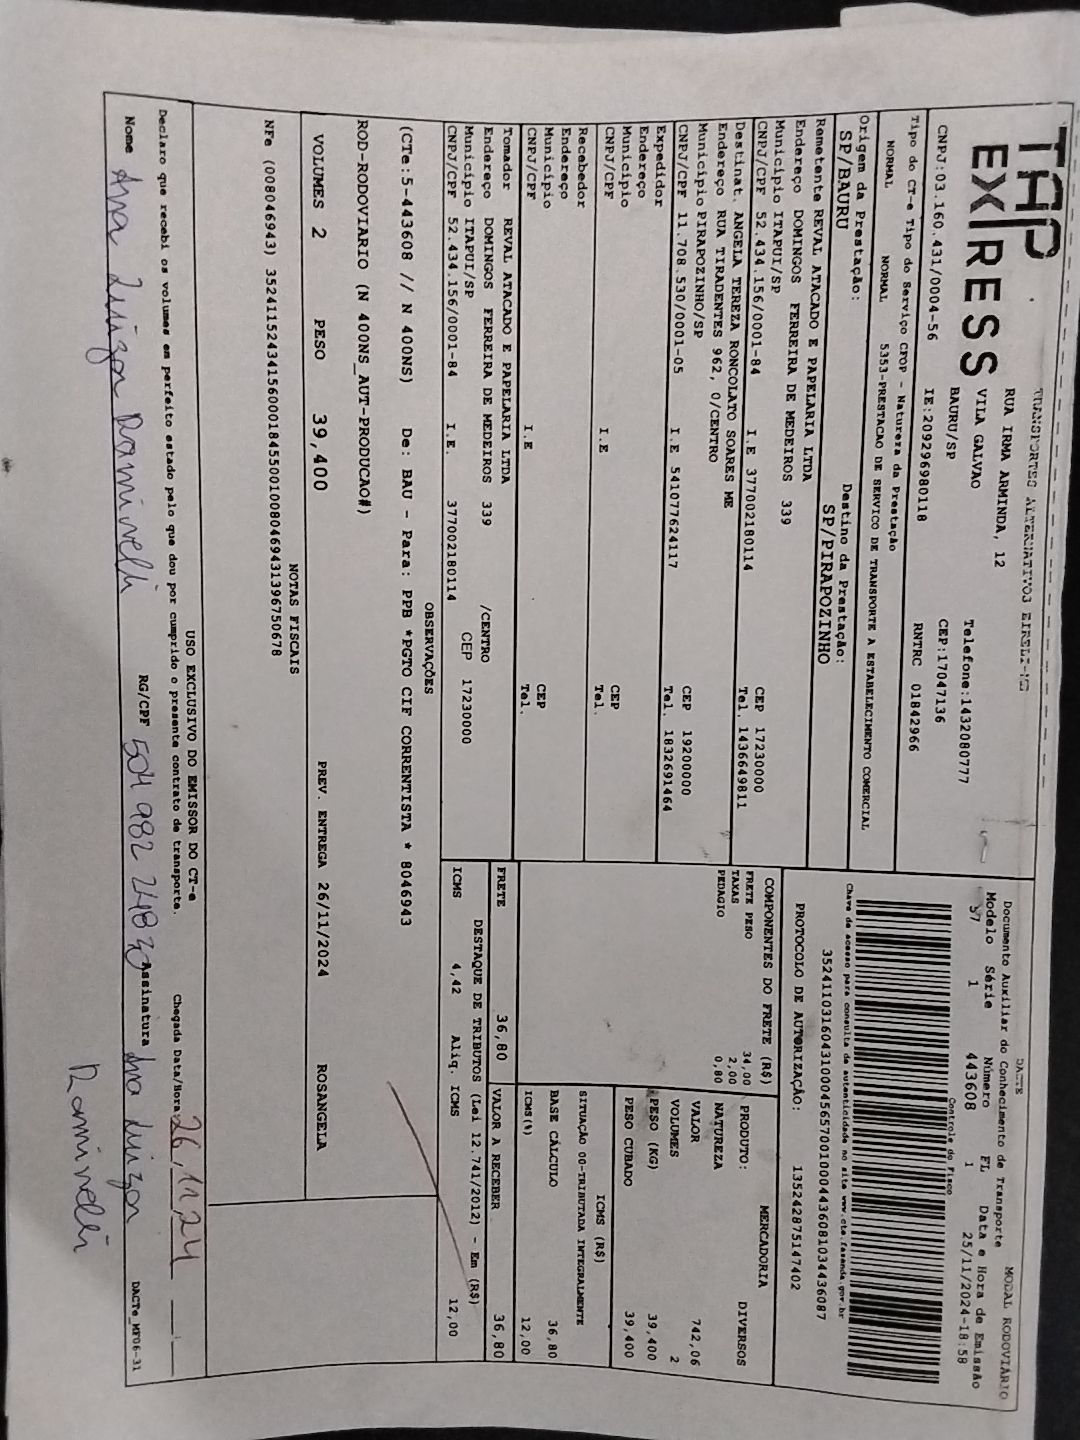 TAP
EXPRESS
TRANSPORTES ALTERNATIVOS EIRELI-ME
RUA IRMA ARMINDA, 12
VILA GALVAO
BAURU/SP
Telefone:1432080777
CEP:17047136
CNPJ:03.160.431/0004-56 IE:209296980118 RNTRC 01842966
DACTE MODAL RODOVIÁRIO
Documento Auxiliar do Conhecimento de Transporte
Modelo Série Número FL Data e Hora de Emissão
57 1 443608 1 25/11/2024-18:58
Controle do Fisco
Chave de acesso para consulta de autenticidade no site www.cte.fazenda.gov.br
PROTOCOLO DE AUTORIZAÇÃO: 135242875147402
Tipo do CT-e Tipo do Serviço CFOP - Natureza da Prestação
NORMAL NORMAL 5353-PRESTACAO DE SERVICO DE TRANSPORTE A ESTABELECIMENTO COMERCIAL
Origem da Prestação: Destino da Prestação:
SP/BAURU SP/PIRAPOZINHO
Remetente REVAL ATACADO E PAPELARIA LTDA
Endereço DOMINGOS FERREIRA DE MEDEIROS 339
Município ITAPUI/SP CEP 17230000
CNPJ/CPF 52.434.156/0001-84 I.E 377002180114 Tel. 1436649811
Destinat. ANGELA TEREZA RONCOLATO SOARES ME
Endereço RUA TIRADENTES 962, 0/CENTRO
Município PIRAPOZINHO/SP CEP 19200000
CNPJ/CPF 11.708.530/0001-05 I.E 541077624117 Tel. 1832691464
Expedidor
Endereço
Município CEP
CNPJ/CPF I.E Tel.
Recebedor
Endereço
Município CEP
CNPJ/CPF I.E Tel.
Tomador REVAL ATACADO E PAPELARIA LTDA
Endereço DOMINGOS FERREIRA DE MEDEIROS 339 /CENTRO
Município ITAPUI/SP CEP 17230000
CNPJ/CPF 52.434.156/0001-84 I.E. 377002180114
COMPONENTES DO FRETE (R$)
FRETE PESO 34,00
TAXAS 2,00
PEDAGIO 0,80
MERCADORIA
PRODUTO: DIVERSOS
NATUREZA
VALOR 742,06
VOLUMES 2
PESO (KG) 39,400
PESO CUBADO 39,400
ICMS (R$)
SITUAÇÃO 00-TRIBUTADA INTEGRALMENTE
BASE CÁLCULO 36,80
ICMS(%) 12,00
FRETE 36,80 VALOR A RECEBER 36,80
DESTAQUE DE TRIBUTOS (Lei 12.741/2012) - Em (R$)
ICMS 4,42 Aliq. ICMS 12,00
OBSERVAÇÕES
(CTe:5-443608 // N 400NS) De: BAU - Para: PPB *PGTO CIF CORRENTISTA * 8046943
ROD-RODOVIARIO (N 400NS_AUT-PRODUCAO#)
VOLUMES 2 PESO 39,400 PREV. ENTREGA 26/11/2024 ROSANGELA
NOTAS FISCAIS
USO EXCLUSIVO DO EMISSOR DO CT-e
Declaro que recebi os volumes em perfeito estado pelo que dou por cumprido o presente contrato de transporte. Chegada Data/Hora: 26,11,24
Nome Ana Luiza Raminelli RG/CPF Assinatura Ana Luiza
Raminelli
DACTe_MF06-31